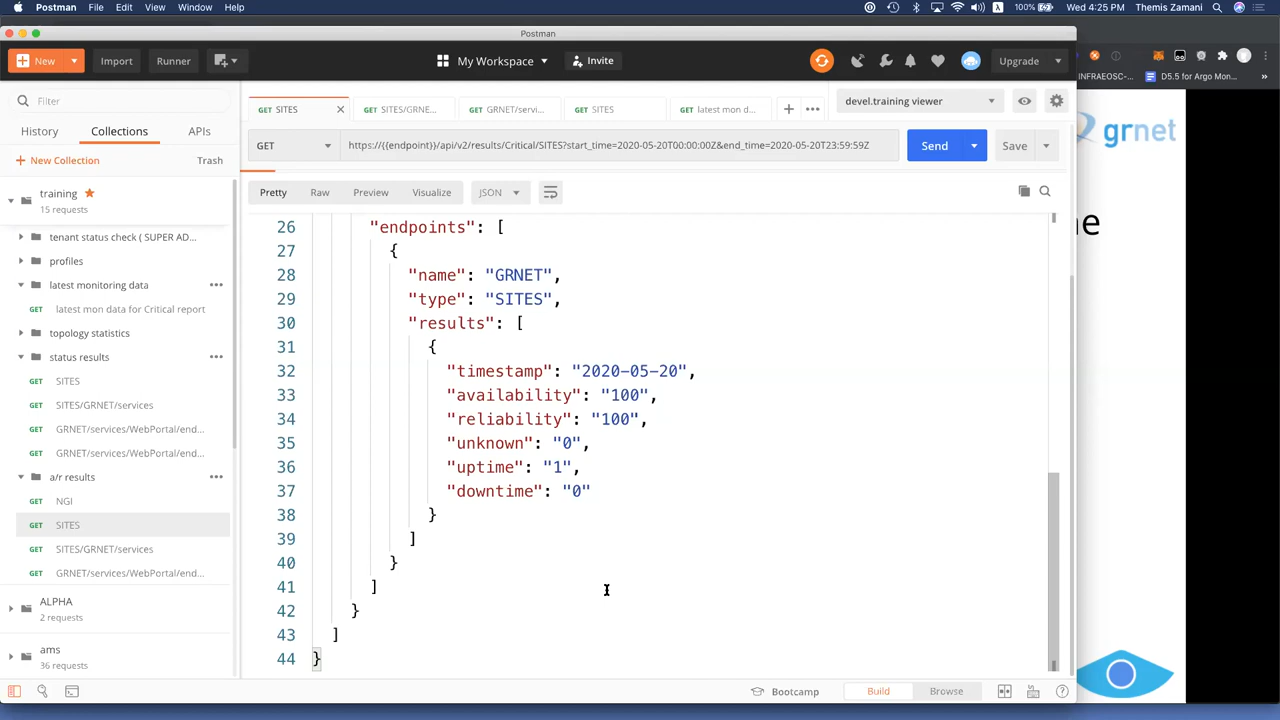 Postman File Edit View Window Help
100% Wed 4:25 PM Themis Zamani
Postman
New Import Runner My Workspace Invite Upgrade
INFRAEOSC-... D5.5 for Argo Mon... »
Filter
GET SITES GET SITES/GRNE... GET GRNET/servi... GET SITES GET latest mon d... devel.training viewer
grnet
History Collections APIs
GET https://{{endpoint}}/api/v2/results/Critical/SITES?start_time=2020-05-20T00:00:00Z&end_time=2020-05-20T23:59:59Z Send Save
New Collection Trash
Pretty Raw Preview Visualize JSON
training
15 requests
tenant status check ( SUPER AD...
profiles
latest monitoring data
GET latest mon data for Critical report
topology statistics
status results
GET SITES
GET SITES/GRNET/services
GET GRNET/services/WebPortal/end...
GET GRNET/services/WebPortal/end...
a/r results
GET NGI
GET SITES
GET SITES/GRNET/services
GET GRNET/services/WebPortal/end...
ALPHA
2 requests
ams
36 requests
26 "endpoints": [
27 {
28 "name": "GRNET",
29 "type": "SITES",
30 "results": [
31 {
32 "timestamp": "2020-05-20",
33 "availability": "100",
34 "reliability": "100",
35 "unknown": "0",
36 "uptime": "1",
37 "downtime": "0"
38 }
39 ]
40 }
41 ]
42 }
43 ]
44 }
Bootcamp Build Browse